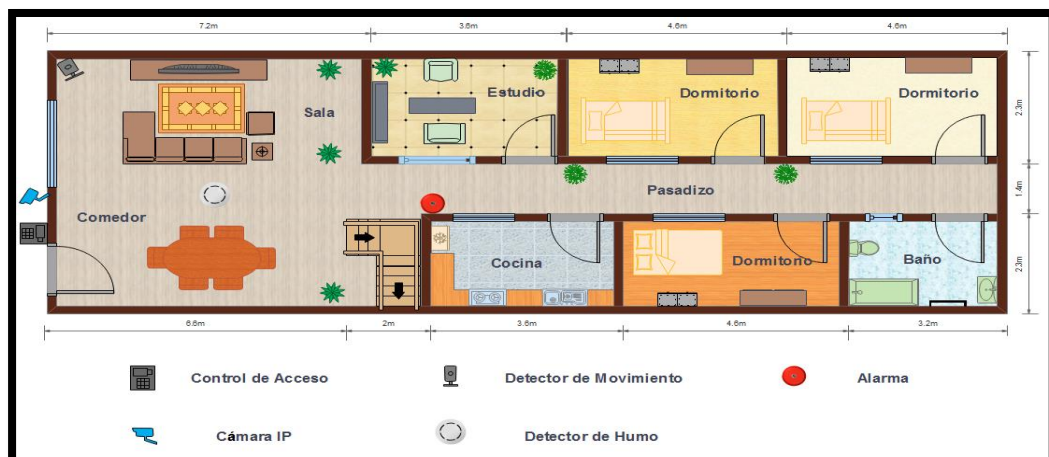 7.2m
3.6m
4.6m
4.6m
Sala
Estudio
Dormitorio
Dormitorio
2.3m
Pasadizo
1.4m
Comedor
Cocina
Dormitorio
Baño
2.3m
6.6m
2m
3.6m
4.6m
3.2m
Control de Acceso
Detector de Movimiento
Alarma
Cámara IP
Detector de Humo